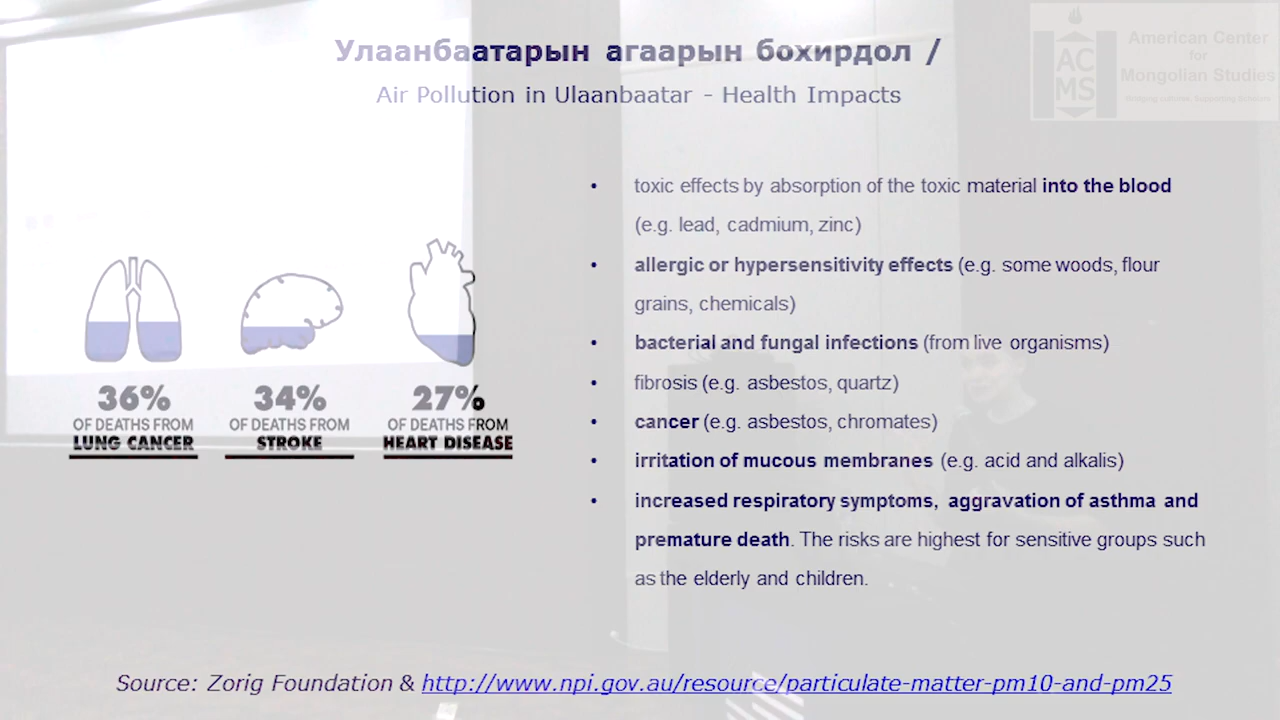 Улаанбаатарын агаарын бохирдол /
Air Pollution in Ulaanbaatar - Health Impacts
ACMS
American Center
for
Mongolian Studies
• toxic effects by absorption of the toxic material into the blood
(e.g. lead, cadmium, zinc)
• allergic or hypersensitivity effects (e.g. some woods, flour
grains, chemicals)
• bacterial and fungal infections (from live organisms)
• fibrosis (e.g. asbestos, quartz)
• cancer (e.g. asbestos, chromates)
• irritation of mucous membranes (e.g. acid and alkalis)
• increased respiratory symptoms, aggravation of asthma and
premature death. The risks are highest for sensitive groups such
as the elderly and children.
36%
OF DEATHS FROM
LUNG CANCER
34%
OF DEATHS FROM
STROKE
27%
OF DEATHS FROM
HEART DISEASE
Source: Zorig Foundation & http://www.npi.gov.au/resource/particulate-matter-pm10-and-pm25